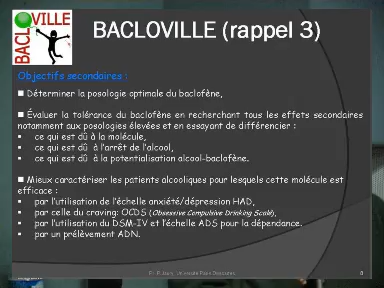 BACLOVILLE
BACLOVILLE (rappel 3)
Objectifs secondaires :
■ Déterminer la posologie optimale du baclofène,
■ Évaluer la tolérance du baclofène en recherchant tous les effets secondaires
notamment aux posologies élevées et en essayant de différencier :
▪ ce qui est dû à la molécule,
▪ ce qui est dû à l'arrêt de l'alcool,
▪ ce qui est dû à la potentialisation alcool-baclofène.
■ Mieux caractériser les patients alcooliques pour lesquels cette molécule est
efficace :
▪ par l'utilisation de l'échelle anxiété/dépression HAD,
▪ par celle du craving: OCDS (Obsessive Compulsive Drinking Scale),
▪ par l'utilisation du DSM-IV et l'échelle ADS pour la dépendance.
▪ par un prélèvement ADN.
Université Paris Descartes
8